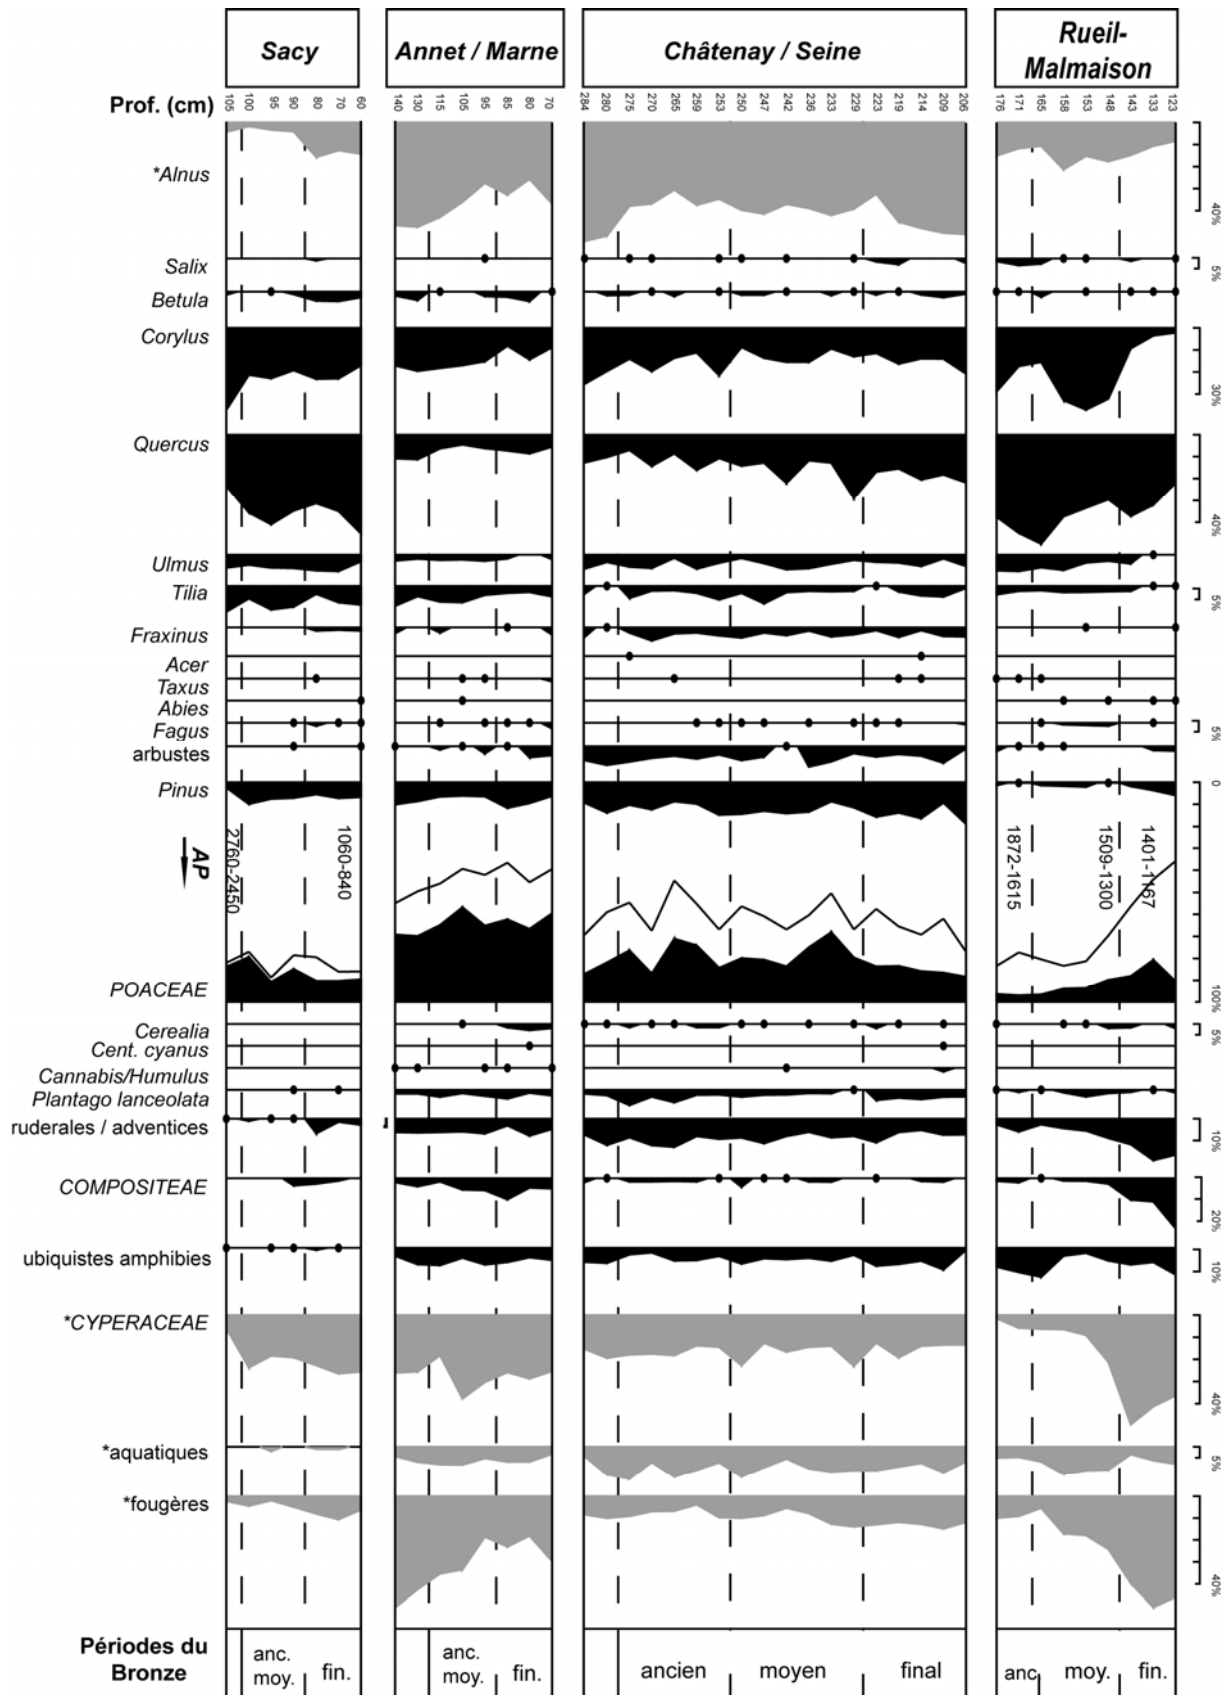 Sacy
Annet / Marne
Châtenay / Seine
Rueil-
Malmaison
Prof. (cm)
105 100 95 90 80 70 60
140 130 115 105 95 85 80 70
284 280 275 270 265 259 253 250 247 242 236 233 229 223 219 214 209 206
176 171 165 158 153 148 143 133 123
*Alnus
40%
Salix
5%
Betula
Corylus
30%
Quercus
40%
Ulmus
Tilia
5%
Fraxinus
Acer
Taxus
Abies
Fagus
5%
arbustes
Pinus
0
AP
2760-2450
1060-840
1872-1615
1509-1300
1401-1167
POACEAE
100%
Cerealia
5%
Cent. cyanus
Cannabis/Humulus
Plantago lanceolata
ruderales / adventices
10%
COMPOSITEAE
20%
ubiquistes amphibies
10%
*CYPERACEAE
40%
*aquatiques
5%
*fougères
40%
Périodes du
Bronze
anc.
moy.
fin.
anc.
moy.
fin.
ancien
moyen
final
anc.
moy.
fin.